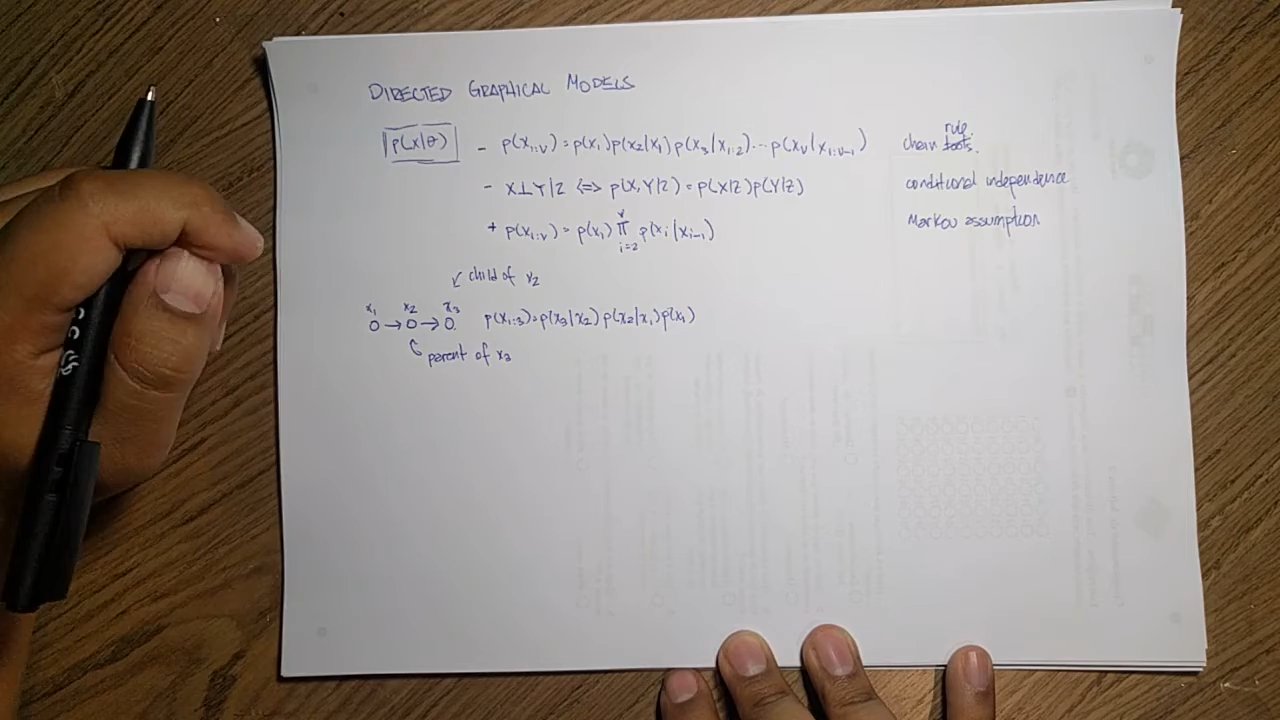 DIRECTED GRAPHICAL MODELS
p(x|θ) - p(x1:V) = p(x1) p(x2|x1) p(x3|x1:2) ... p(xV|x1:V-1) chain rule.
- X⊥Y|Z <=> p(X,Y|Z) = p(X|Z) p(Y|Z) conditional independence
+ p(x1:V) = p(x1) ∏ i=2 V p(xi|xi-1) Markov assumption
child of x2
x1 x2 x3
O → O → O. p(x1:3) = p(x3|x2) p(x2|x1) p(x1)
parent of x3